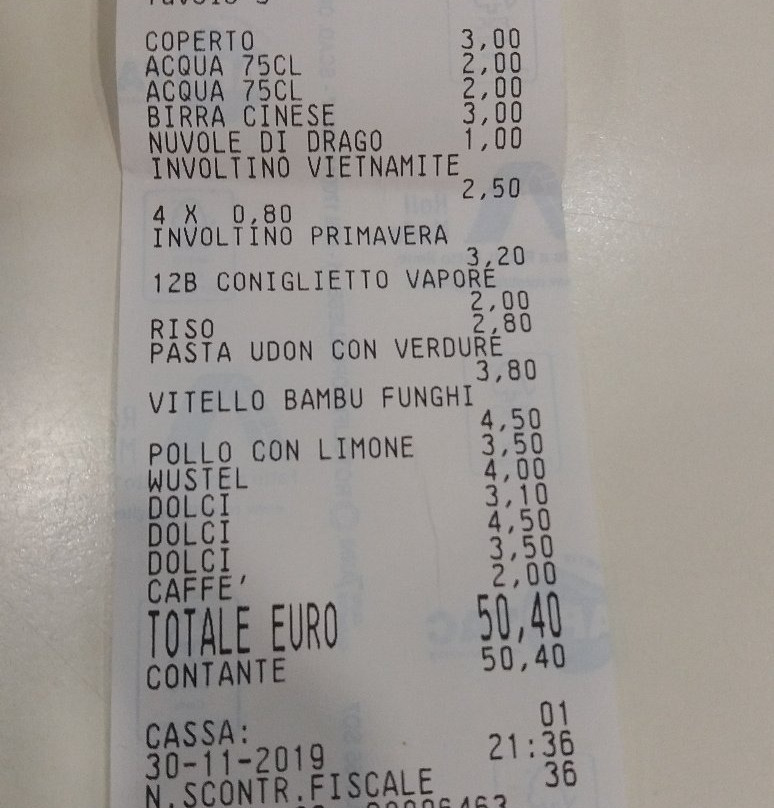 COPERTO 3,00
ACQUA 75CL 2,00
ACQUA 75CL 2,00
BIRRA CINESE 3,00
NUVOLE DI DRAGO 1,00
INVOLTINO VIETNAMITE
2,50
4 X 0,80
INVOLTINO PRIMAVERA
3,20
12B CONIGLIETTO VAPORE
2,00
RISO 2,80
PASTA UDON CON VERDURE
3,80
VITELLO BAMBU FUNGHI
4,50
POLLO CON LIMONE 3,50
WUSTEL 4,00
DOLCI 3,10
DOLCI 4,50
DOLCI 3,50
CAFFE' 2,00
TOTALE EURO 50,40
CONTANTE 50,40
CASSA: 01
30-11-2019 21:36
N.SCONTR.FISCALE 36